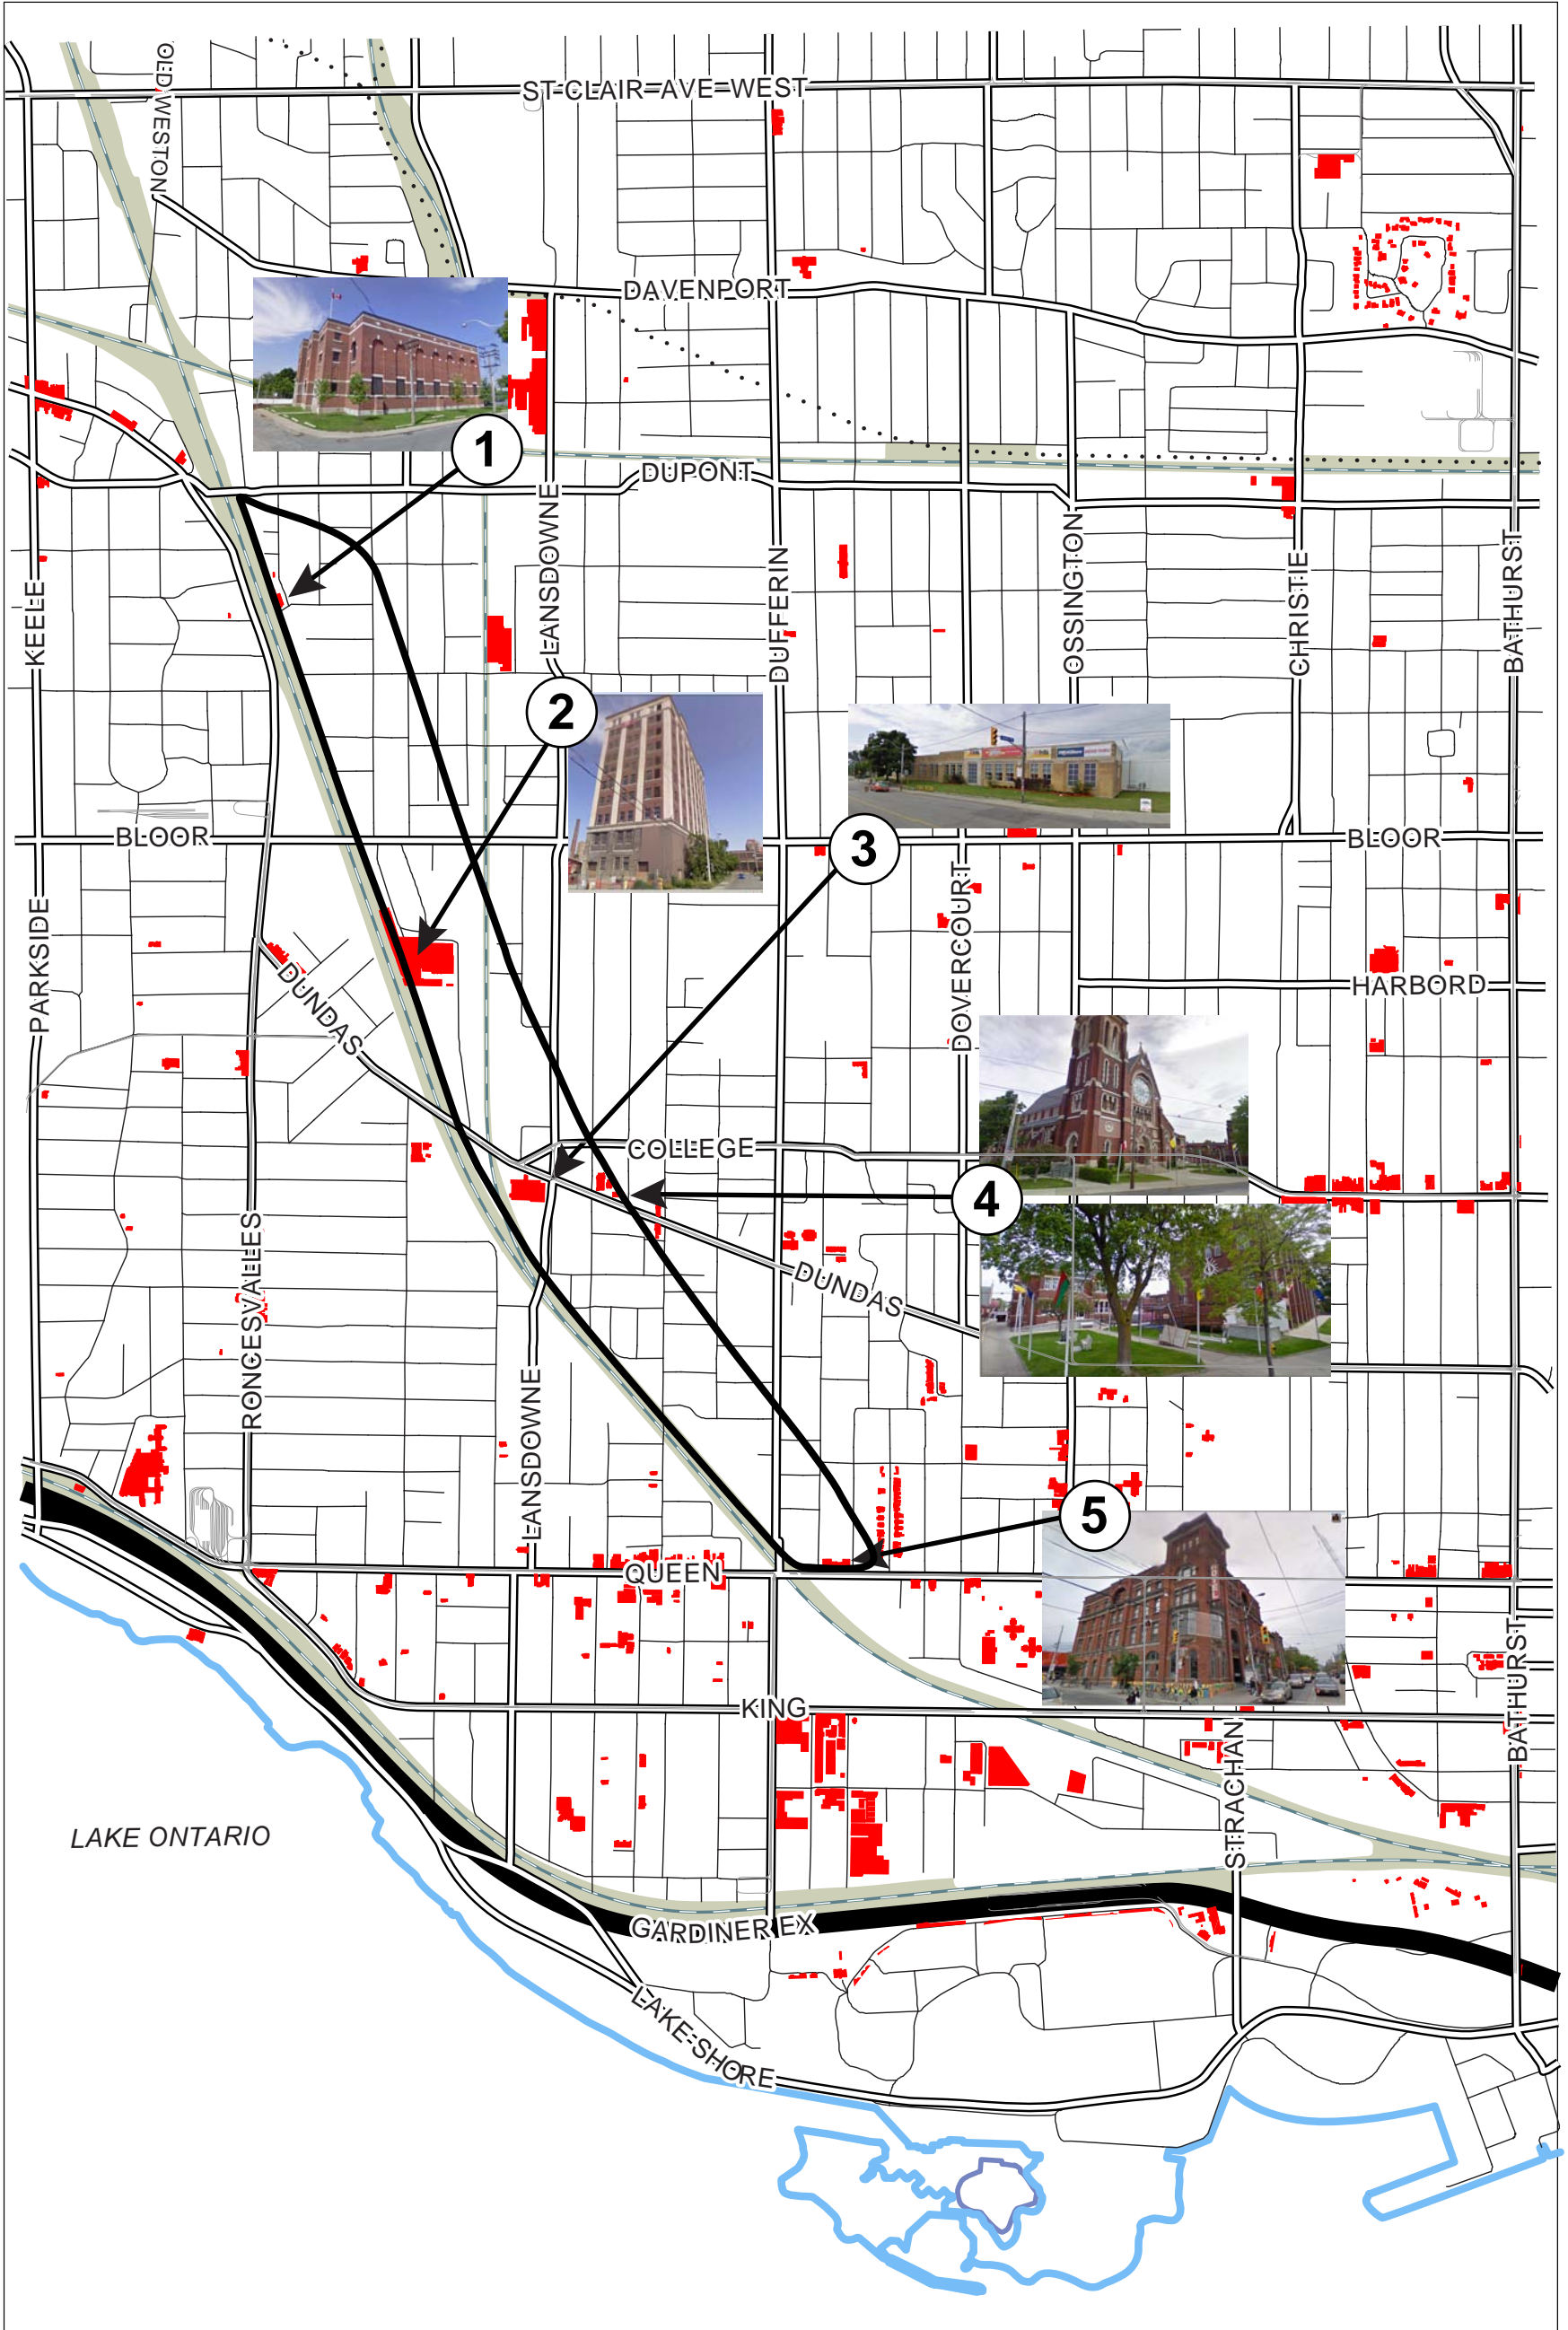 OLD WESTON
ST CLAIR AVE WEST
DAVENPORT
1
DUPONT
KEELE
LANSDOWNE
DUFFERIN
OSSINGTON
CHRISTIE
BATHURST
2
3
BLOOR
BLOOR
PARKSIDE
DUNDAS
DOVERCOURT
HARBORD
COLLEGE
4
RONCESVALLES
DUNDAS
LANSDOWNE
5
QUEEN
KING
STRACHAN
BATHURST
LAKE ONTARIO
GARDINER EX
LAKE SHORE